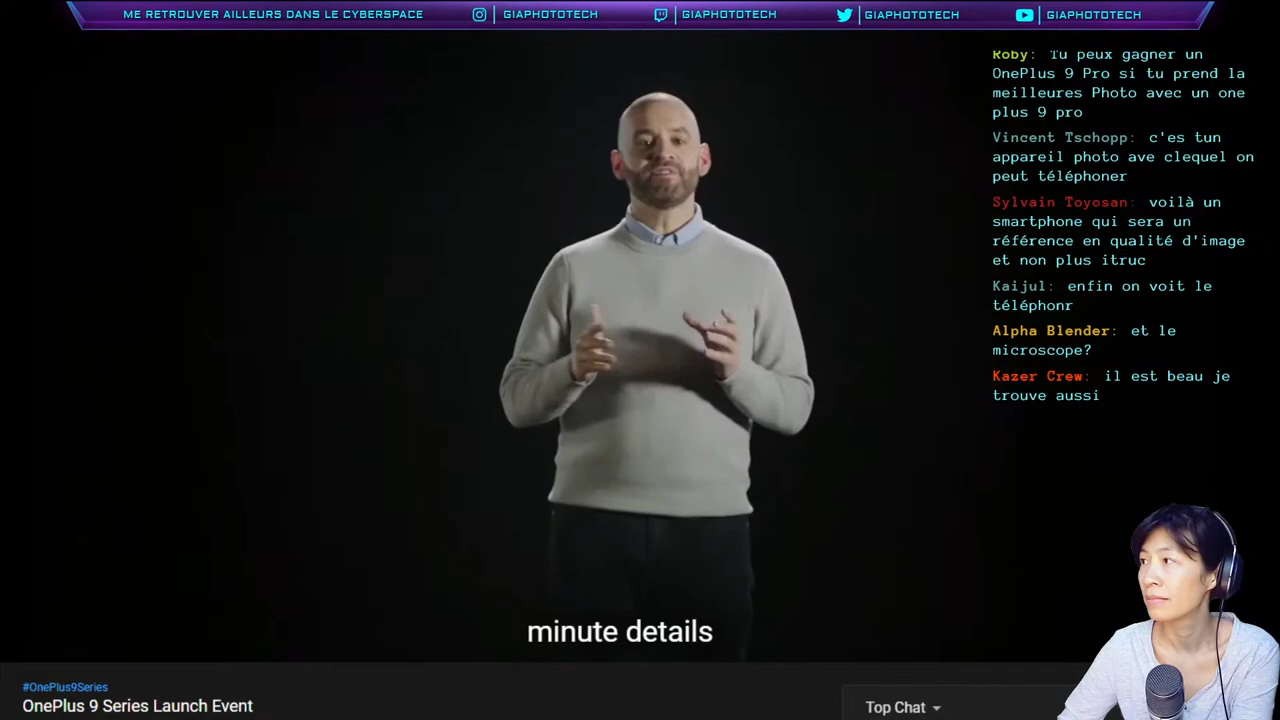 ME RETROUVER AILLEURS DANS LE CYBERSPACE GIAPHOTOTECH GIAPHOTOTECH GIAPHOTOTECH GIAPHOTOTECH
Roby: Tu peux gagner un
OnePlus 9 Pro si tu prend la
meilleures Photo avec un one
plus 9 pro
Vincent Tschopp: c'es tun
appareil photo ave clequel on
peut téléphoner
Sylvain Toyosan: voilà un
smartphone qui sera un
référence en qualité d'image
et non plus itruc
Kaijul: enfin on voit le
téléphonr
Alpha Blender: et le
microscope?
Kazer Crew: il est beau je
trouve aussi
minute details
#OnePlus9Series
OnePlus 9 Series Launch Event
Top Chat